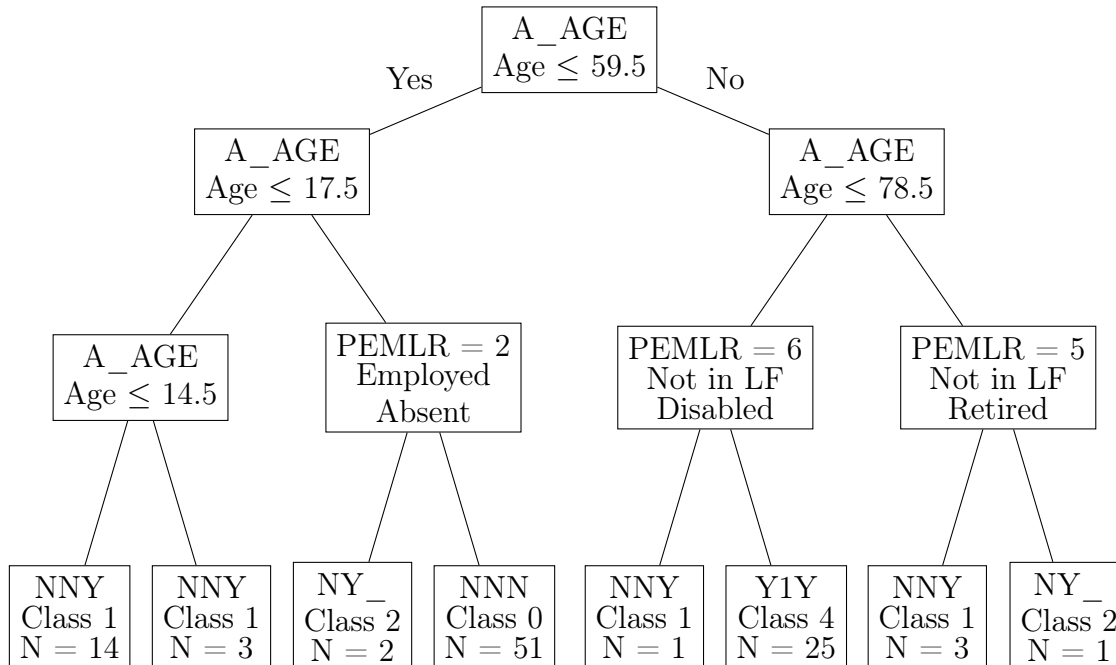 A_AGE
Age ≤ 59.5
Yes
No
A_AGE
Age ≤ 17.5
A_AGE
Age ≤ 78.5
A_AGE
Age ≤ 14.5
PEMLR = 2
Employed
Absent
PEMLR = 6
Not in LF
Disabled
PEMLR = 5
Not in LF
Retired
NNY
Class 1
N = 14
NNY
Class 1
N = 3
NY_
Class 2
N = 2
NNN
Class 0
N = 51
NNY
Class 1
N = 1
Y1Y
Class 4
N = 25
NNY
Class 1
N = 3
NY_
Class 2
N = 1